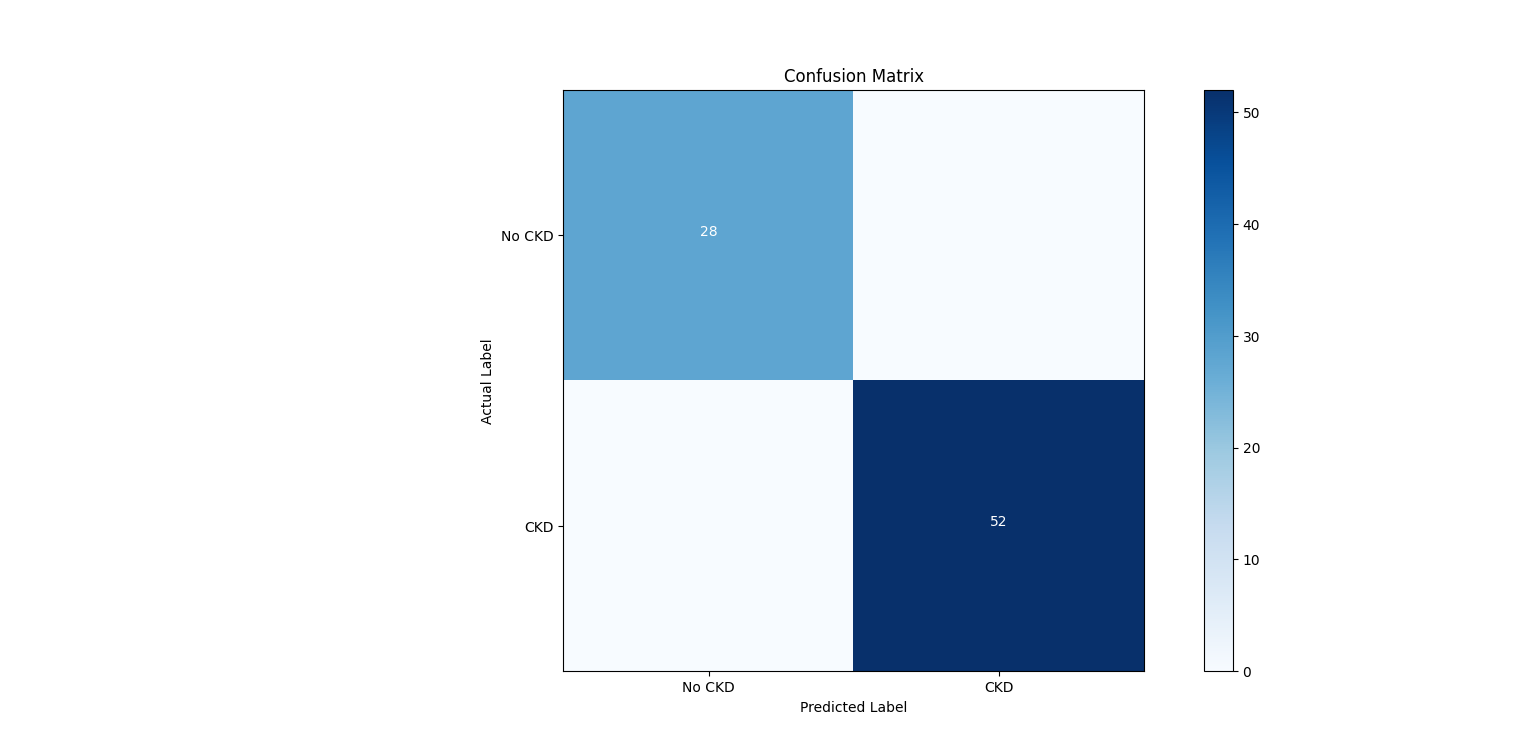 Confusion Matrix
28
52
No CKD
CKD
Actual Label
No CKD
CKD
Predicted Label
50
40
30
20
10
0